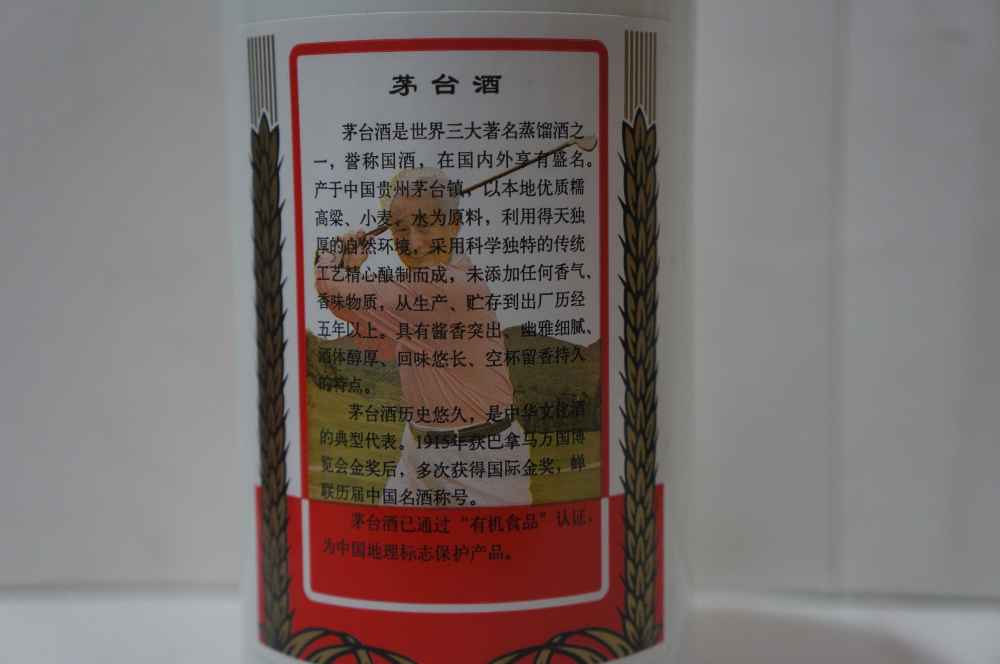 茅台酒
茅台酒是世界三大著名蒸馏酒之
一，誉称国酒，在国内外享有盛名。
产于中国贵州茅台镇，以本地优质糯
高粱、小麦、水为原料，利用得天独
厚的自然环境，采用科学独特的传统
工艺精心酿制而成，未添加任何香气、
香味物质，从生产、贮存到出厂历经
五年以上。具有酱香突出、幽雅细腻、
酒体醇厚、回味悠长、空杯留香持久
的特点。
茅台酒历史悠久，是中华文化酒
的典型代表。1915年获巴拿马万国博
览会金奖后，多次获得国际金奖，蝉
联历届中国名酒称号。
茅台酒已通过“有机食品”认证，
为中国地理标志保护产品。